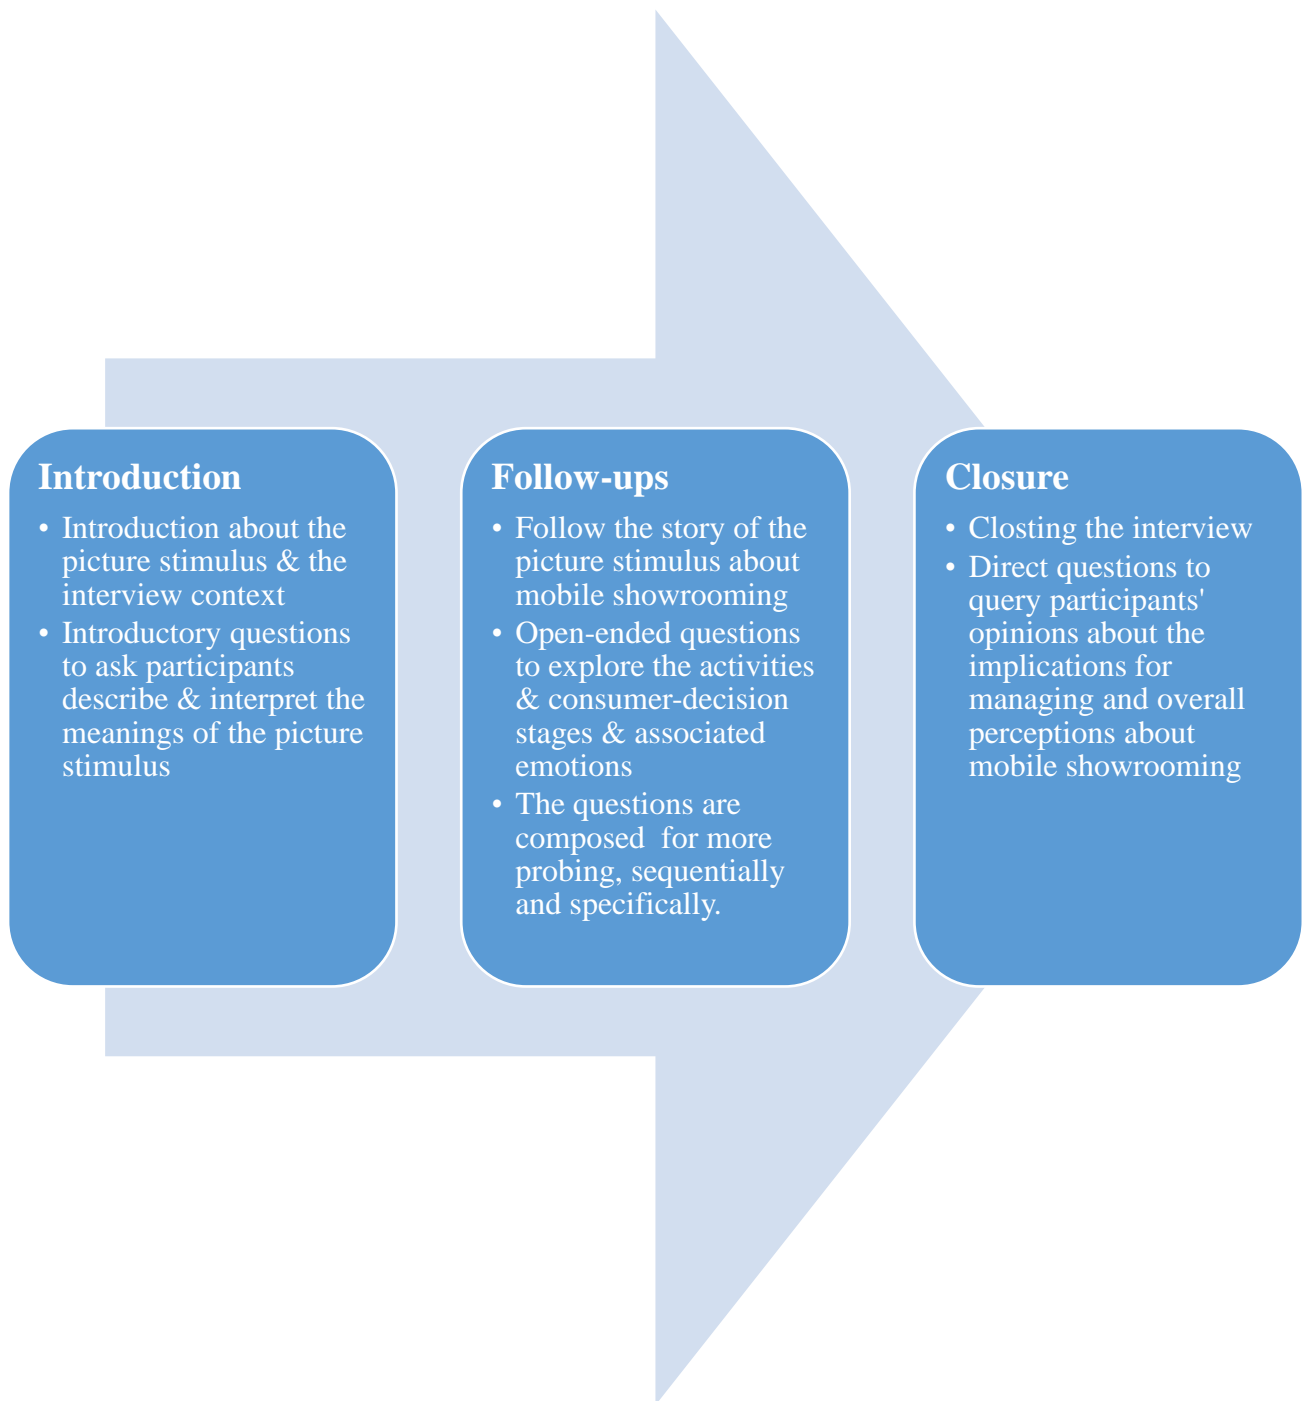 Introduction
• Introduction about the
picture stimulus & the
interview context
• Introductory questions
to ask participants
describe & interpret the
meanings of the picture
stimulus
Follow-ups
• Follow the story of the
picture stimulus about
mobile showrooming
• Open-ended questions
to explore the activities
& consumer-decision
stages & associated
emotions
• The questions are
composed  for more
probing, sequentially
and specifically.
Closure
• Closting the interview
• Direct questions to
query participants'
opinions about the
implications for
managing and overall
perceptions about
mobile showrooming